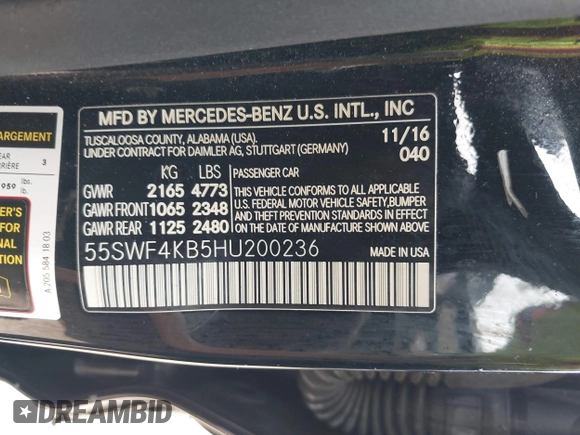 MFD BY MERCEDES-BENZ U.S. INTL., INC
TUSCALOOSA COUNTY, ALABAMA (USA). 11/16
UNDER CONTRACT FOR DAIMLER AG, STUTTGART (GERMANY) 040
KG LBS PASSENGER CAR
GVWR 2165 4773 THIS VEHICLE CONFORMS TO ALL APPLICABLE
GAWR FRONT 1065 2348 U.S. FEDERAL MOTOR VEHICLE SAFETY,BUMPER
GAWR REAR 1125 2480 AND THEFT PREVENTION STANDARDS IN EFFECT
ON THE DATE OF MANUFACTURE SHOWN ABOVE
55SWF4KB5HU200236 MADE IN USA
ARGEMENT
EAR 3
RRIÈRE
959 lbs.
lb.
ER'S
FOR
ONAL
TION
A 205 584 18 03
DREAMBID